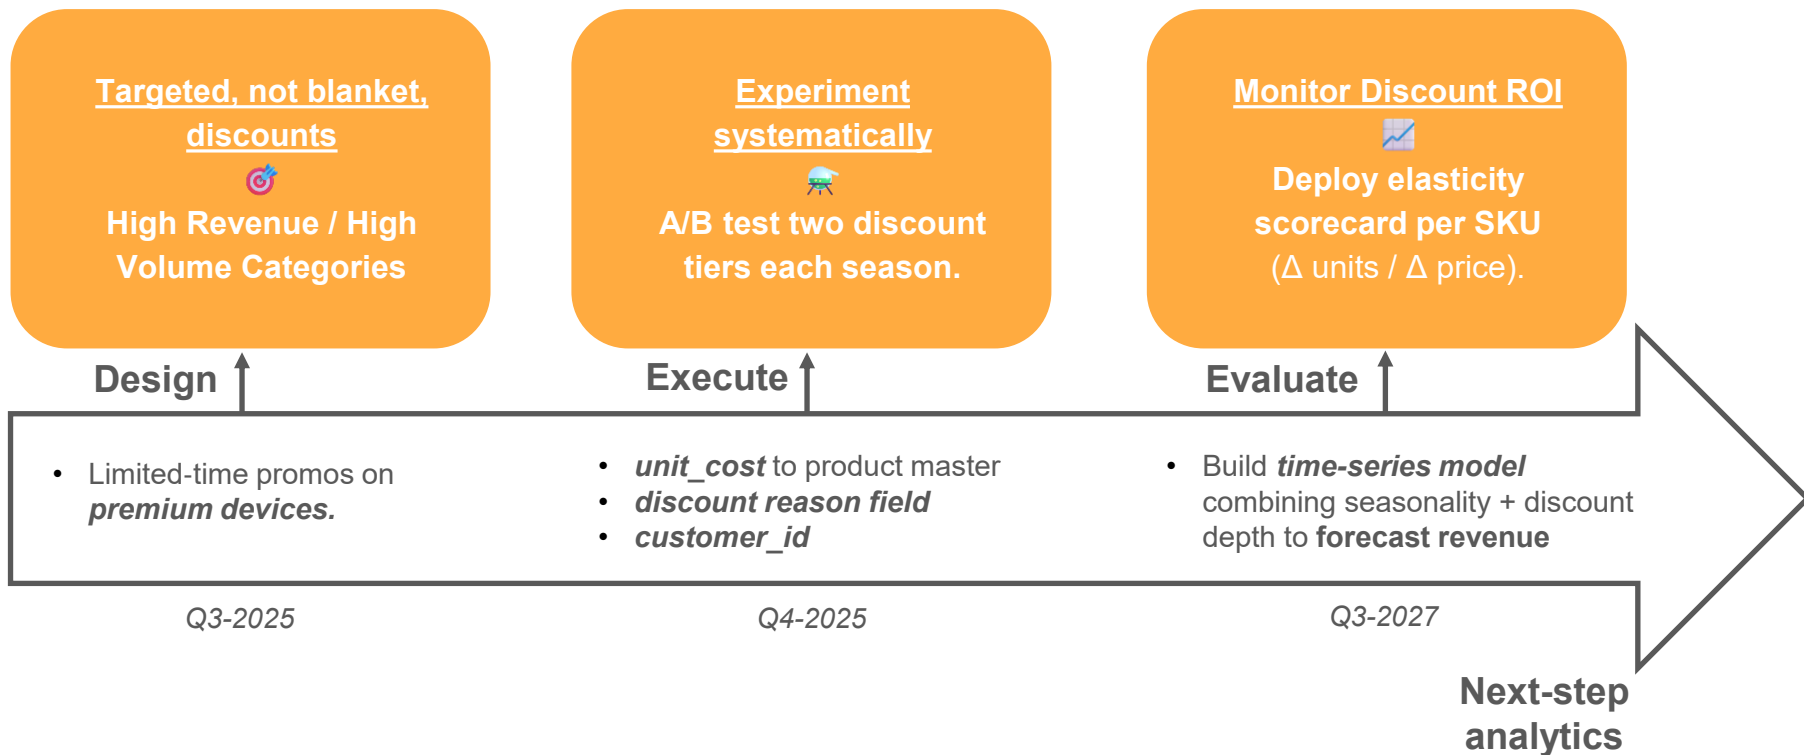 Targeted, not blanket,
discounts
High Revenue / High
Volume Categories
Experiment
systematically
A/B test two discount
tiers each season.
Monitor Discount ROI
Deploy elasticity
scorecard per SKU
(Δ units / Δ price).
Design
Execute
Evaluate
• Limited-time promos on
premium devices.
• unit_cost to product master
• discount reason field
• customer_id
• Build time-series model
combining seasonality + discount
depth to forecast revenue
Q3-2025
Q4-2025
Q3-2027
Next-step
analytics